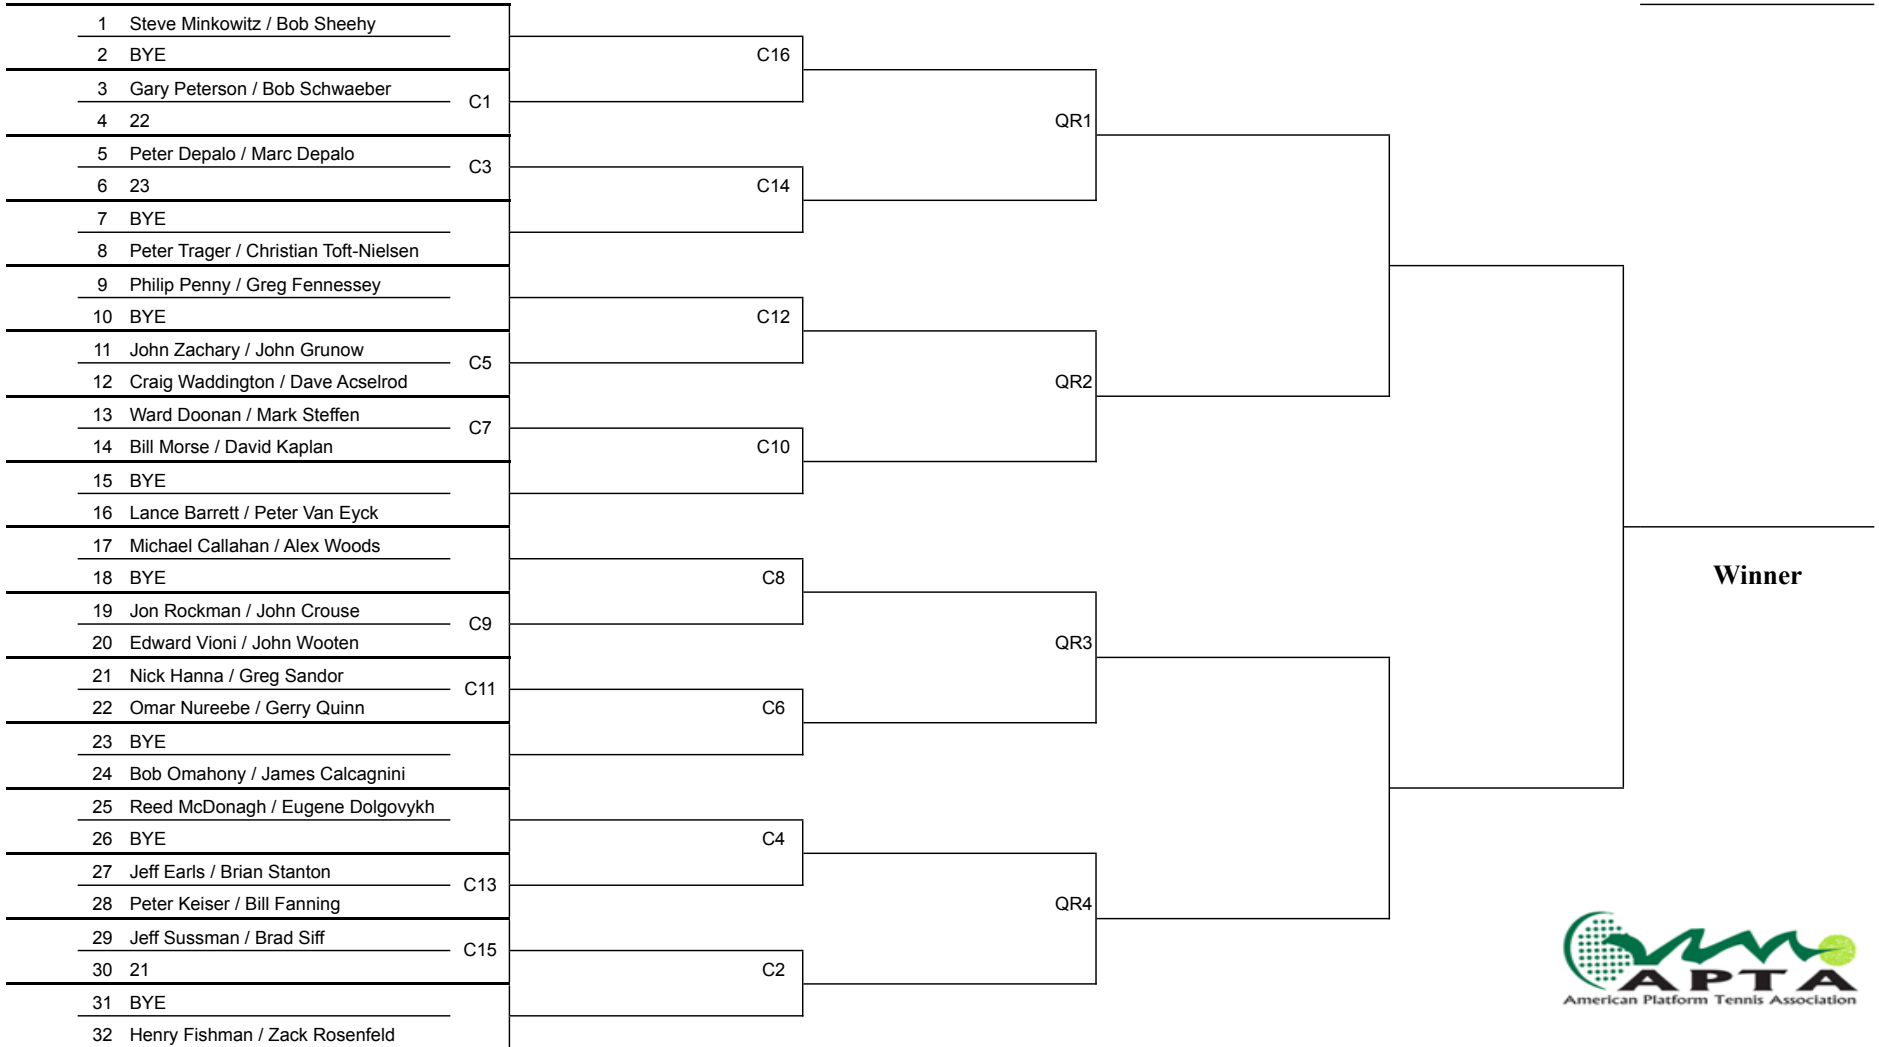 1 Steve Minkowitz / Bob Sheehy
2 BYE
C16
3 Gary Peterson / Bob Schwaeber
C1
4 22
QR1
5 Peter Depalo / Marc Depalo
C3
6 23
C14
7 BYE
8 Peter Trager / Christian Toft-Nielsen
9 Philip Penny / Greg Fennessey
10 BYE
C12
11 John Zachary / John Grunow
C5
12 Craig Waddington / Dave Acselrod
QR2
13 Ward Doonan / Mark Steffen
C7
14 Bill Morse / David Kaplan
C10
15 BYE
16 Lance Barrett / Peter Van Eyck
17 Michael Callahan / Alex Woods
18 BYE
C8
Winner
19 Jon Rockman / John Crouse
C9
20 Edward Vioni / John Wooten
QR3
21 Nick Hanna / Greg Sandor
C11
22 Omar Nureebe / Gerry Quinn
C6
23 BYE
24 Bob Omahony / James Calcagnini
25 Reed McDonagh / Eugene Dolgovykh
26 BYE
C4
27 Jeff Earls / Brian Stanton
C13
28 Peter Keiser / Bill Fanning
QR4
29 Jeff Sussman / Brad Siff
C15
30 21
C2
31 BYE
32 Henry Fishman / Zack Rosenfeld
APTA
American Platform Tennis Association